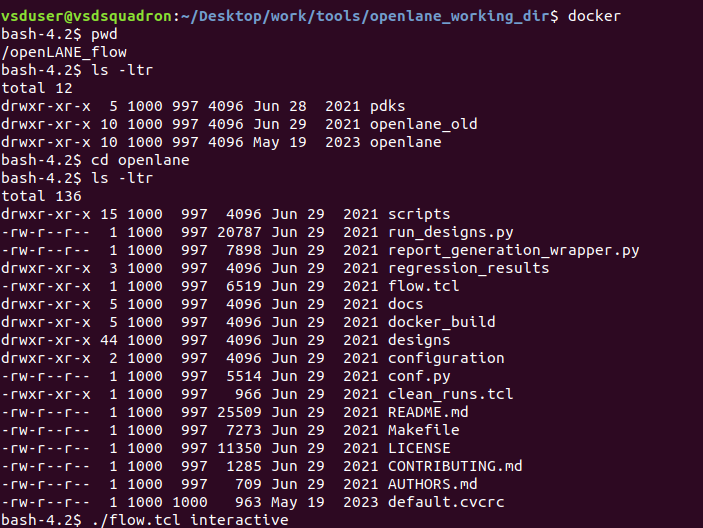 vsduser@vsdsquadron:~/Desktop/work/tools/openlane_working_dir$ docker
bash-4.2$ pwd
/openLANE_flow
bash-4.2$ ls -ltr
total 12
drwxr-xr-x  5 1000 997 4096 Jun 28  2021 pdks
drwxr-xr-x 10 1000 997 4096 Jun 29  2021 openlane_old
drwxr-xr-x 10 1000 997 4096 May 19  2023 openlane
bash-4.2$ cd openlane
bash-4.2$ ls -ltr
total 136
drwxr-xr-x 15 1000  997  4096 Jun 29  2021 scripts
-rw-r--r--  1 1000  997 20787 Jun 29  2021 run_designs.py
-rw-r--r--  1 1000  997  7898 Jun 29  2021 report_generation_wrapper.py
drwxr-xr-x  3 1000  997  4096 Jun 29  2021 regression_results
-rwxr-xr-x  1 1000  997  6519 Jun 29  2021 flow.tcl
drwxr-xr-x  5 1000  997  4096 Jun 29  2021 docs
drwxr-xr-x  5 1000  997  4096 Jun 29  2021 docker_build
drwxr-xr-x 44 1000  997  4096 Jun 29  2021 designs
drwxr-xr-x  2 1000  997  4096 Jun 29  2021 configuration
-rw-r--r--  1 1000  997  5514 Jun 29  2021 conf.py
-rwxr-xr-x  1 1000  997   966 Jun 29  2021 clean_runs.tcl
-rw-r--r--  1 1000  997 25509 Jun 29  2021 README.md
-rw-r--r--  1 1000  997  7273 Jun 29  2021 Makefile
-rw-r--r--  1 1000  997 11350 Jun 29  2021 LICENSE
-rw-r--r--  1 1000  997  1285 Jun 29  2021 CONTRIBUTING.md
-rw-r--r--  1 1000  997   709 Jun 29  2021 AUTHORS.md
-rw-r--r--  1 1000 1000   963 May 19  2023 default.cvcrc
bash-4.2$ ./flow.tcl interactive